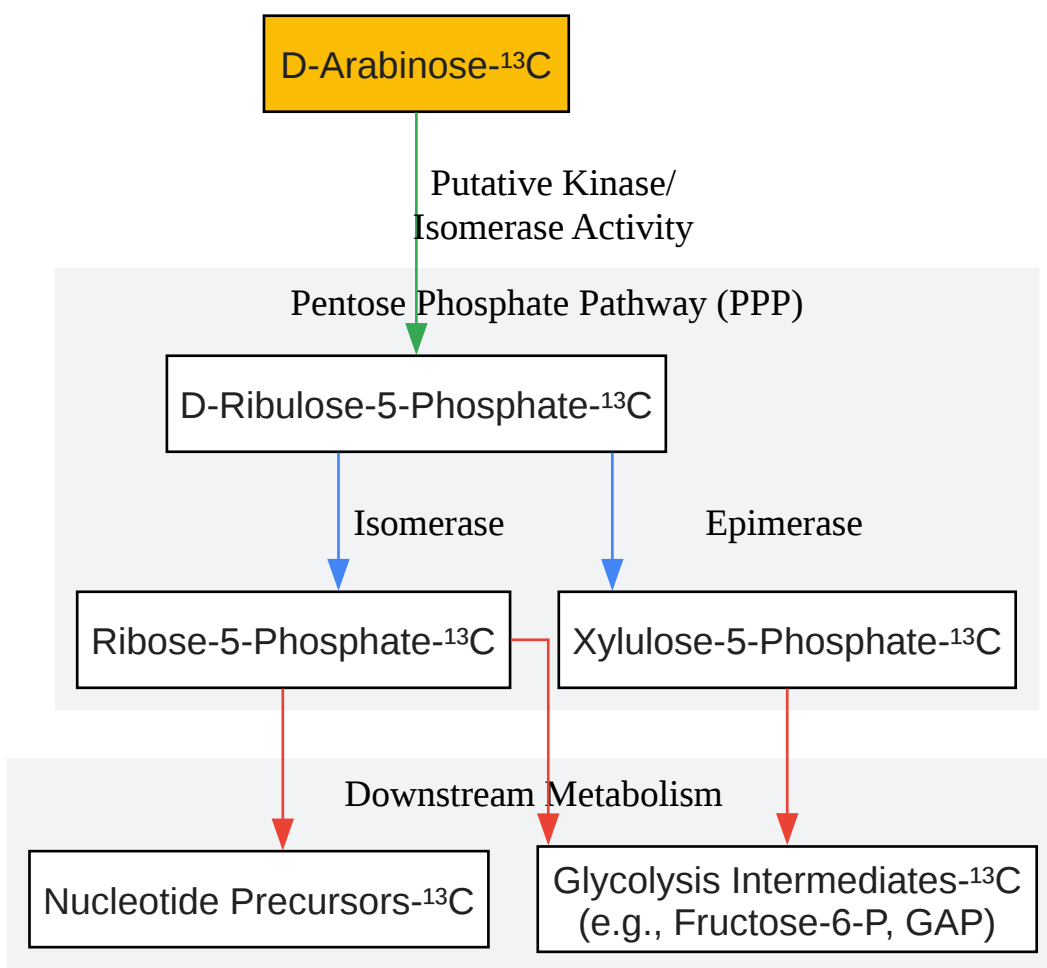 D-Arabinose-¹³C
Putative Kinase/
Isomerase Activity
Pentose Phosphate Pathway (PPP)
D-Ribulose-5-Phosphate-¹³C
Isomerase
Epimerase
Ribose-5-Phosphate-¹³C
Xylulose-5-Phosphate-¹³C
Downstream Metabolism
Nucleotide Precursors-¹³C
Glycolysis Intermediates-¹³C
(e.g., Fructose-6-P, GAP)